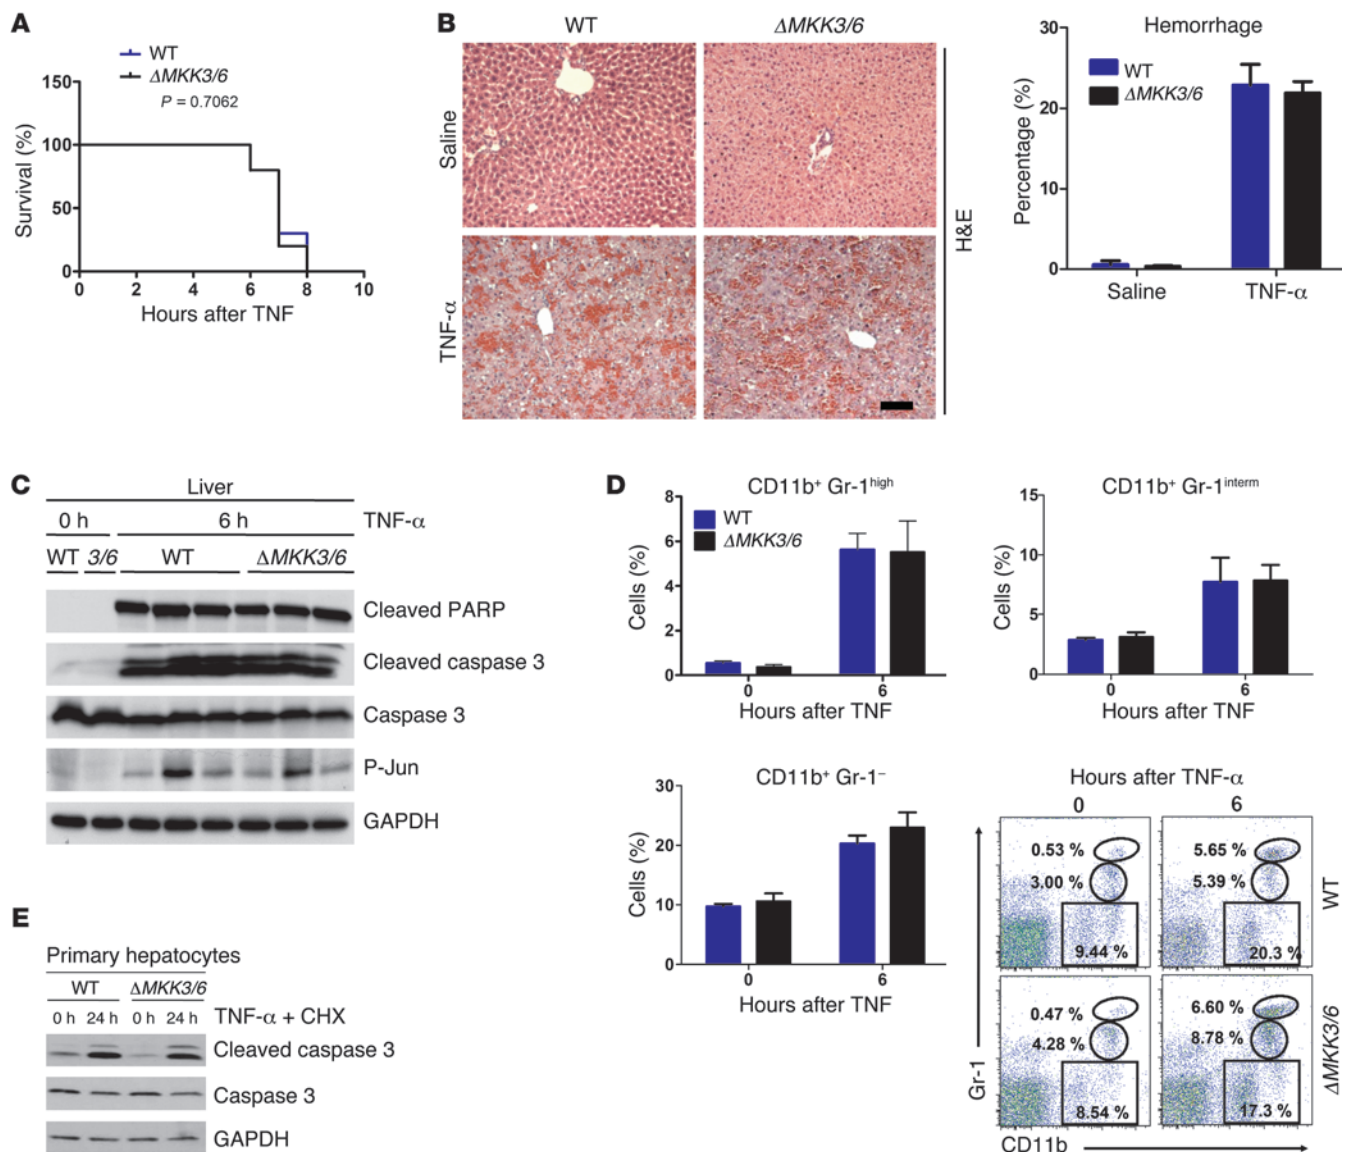 A
WT
ΔMKK3/6
P = 0.7062
Survival (%)
150
100
50
0
0 2 4 6 8 10
Hours after TNF
B
WT ΔMKK3/6
Saline
TNF-α
H&E
Hemorrhage
WT
ΔMKK3/6
Percentage (%)
30
20
10
0
Saline TNF-α
C
Liver
0 h 6 h TNF-α
WT 3/6 WT ΔMKK3/6
Cleaved PARP
Cleaved caspase 3
Caspase 3
P-Jun
GAPDH
D
CD11b⁺ Gr-1ʰⁱᵍʰ
WT
ΔMKK3/6
Cells (%)
8
6
4
2
0
0 6
Hours after TNF
CD11b⁺ Gr-1ⁱⁿᵗᵉʳᵐ
Cells (%)
15
10
5
0
0 6
Hours after TNF
CD11b⁺ Gr-1⁻
Cells (%)
30
20
10
0
0 6
Hours after TNF
Hours after TNF-α
0 6
0.53 % 5.65 %
3.00 % 5.39 %
9.44 % 20.3 %
WT
0.47 % 6.60 %
4.28 % 8.78 %
8.54 % 17.3 %
ΔMKK3/6
Gr-1
CD11b
E
Primary hepatocytes
WT ΔMKK3/6
0 h 24 h 0 h 24 h TNF-α + CHX
Cleaved caspase 3
Caspase 3
GAPDH